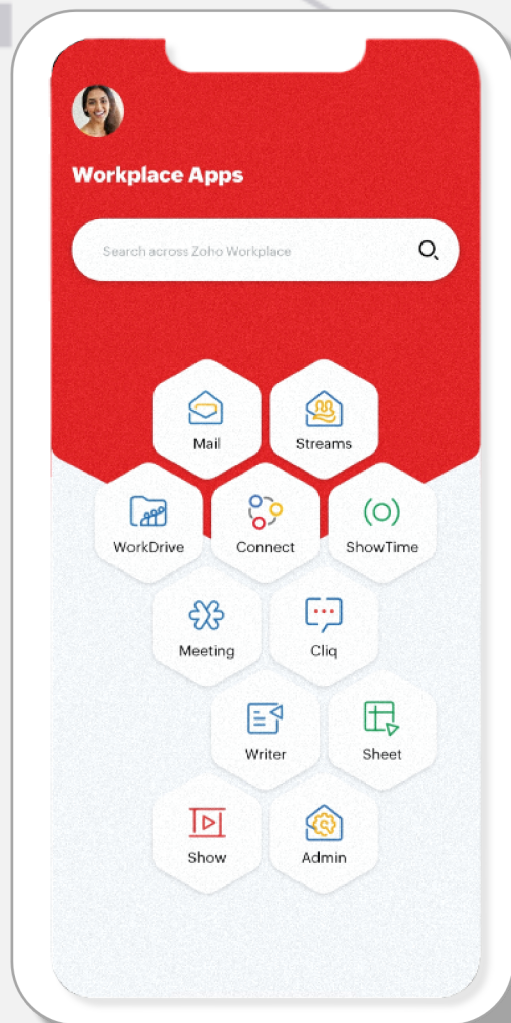 Workplace Apps
Search across Zoho Workplace
Mail
Streams
WorkDrive
Connect
ShowTime
Meeting
Cliq
Writer
Sheet
Show
Admin